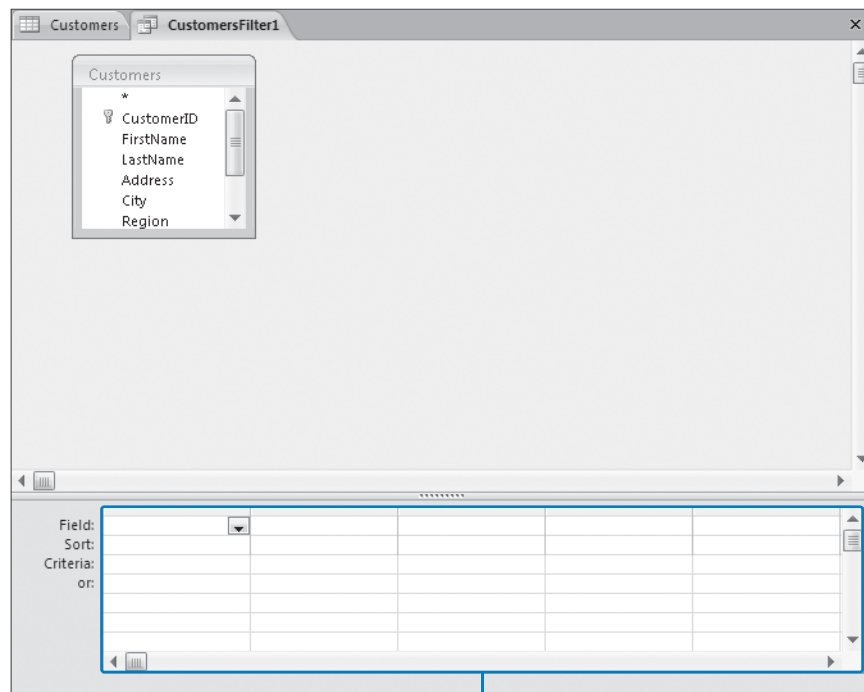 Customers
CustomersFilter1
Customers
*
CustomerID
FirstName
LastName
Address
City
Region
Field:
Sort:
Criteria:
or: